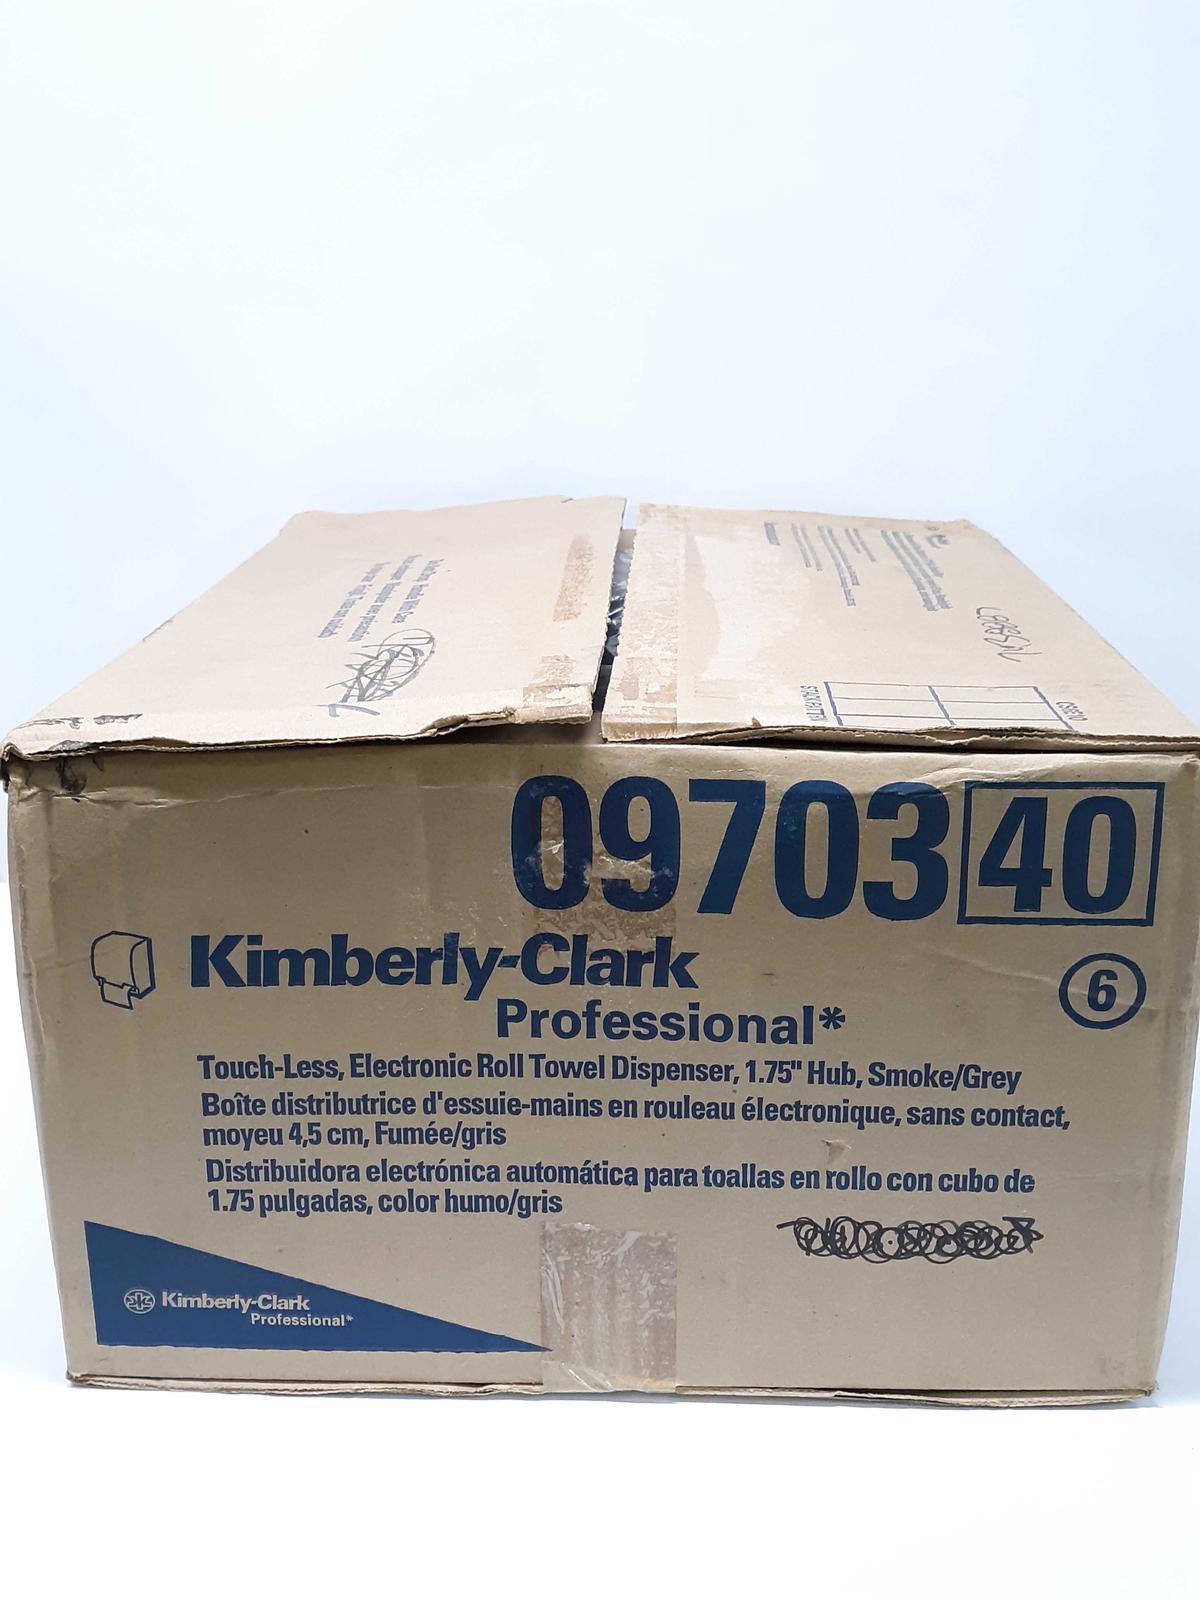 09703 40
Kimberly-Clark
Professional*
6
Touch-Less, Electronic Roll Towel Dispenser, 1.75" Hub, Smoke/Grey
Boîte distributrice d'essuie-mains en rouleau électronique, sans contact,
moyeu 4,5 cm, Fumée/gris
Distribuidora electrónica automática para toallas en rollo con cubo de
1.75 pulgadas, color humo/gris
Kimberly-Clark
Professional*